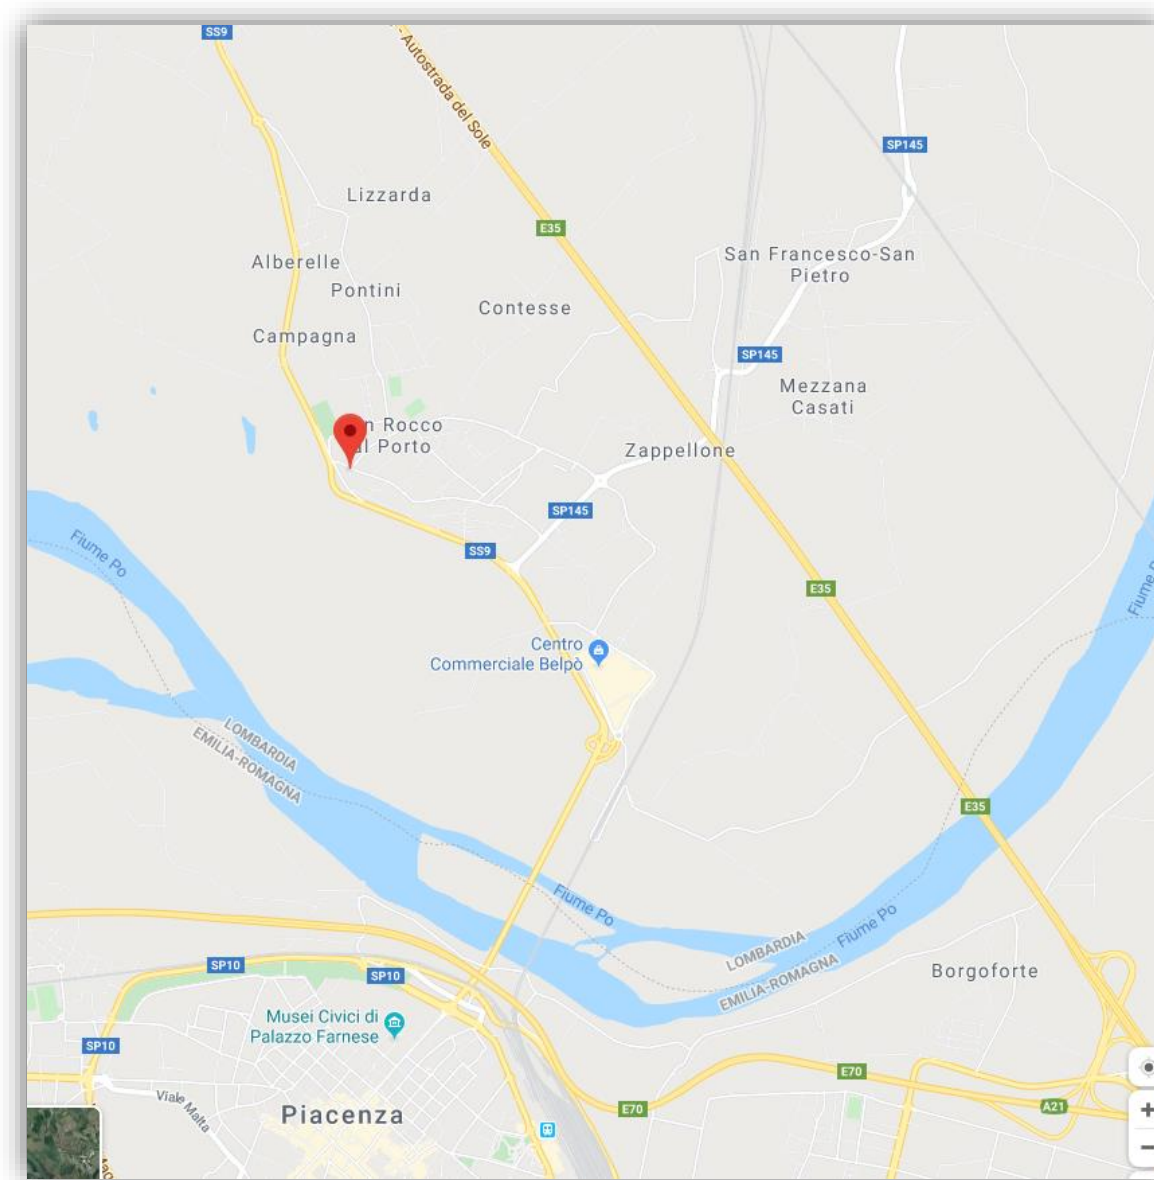 SS9
- Autostrada del Sole
SP145
Lizzarda
E35
San Francesco-San
Pietro
Alberelle
Pontini
Contesse
Campagna
SP145
Mezzana
Casati
n Rocco
al Porto
Zappellone
SP145
SS9
Fiume Po
E35
Fiume P
Centro
Commerciale Belpò
LOMBARDIA
EMILIA-ROMAGNA
E35
Fiume Po
Fiume Po
LOMBARDIA
EMILIA-ROMAGNA
Borgoforte
SP10
SP10
Musei Civici di
Palazzo Farnese
SP10
E70
Viale Malta
Piacenza
E70
A21
+
−